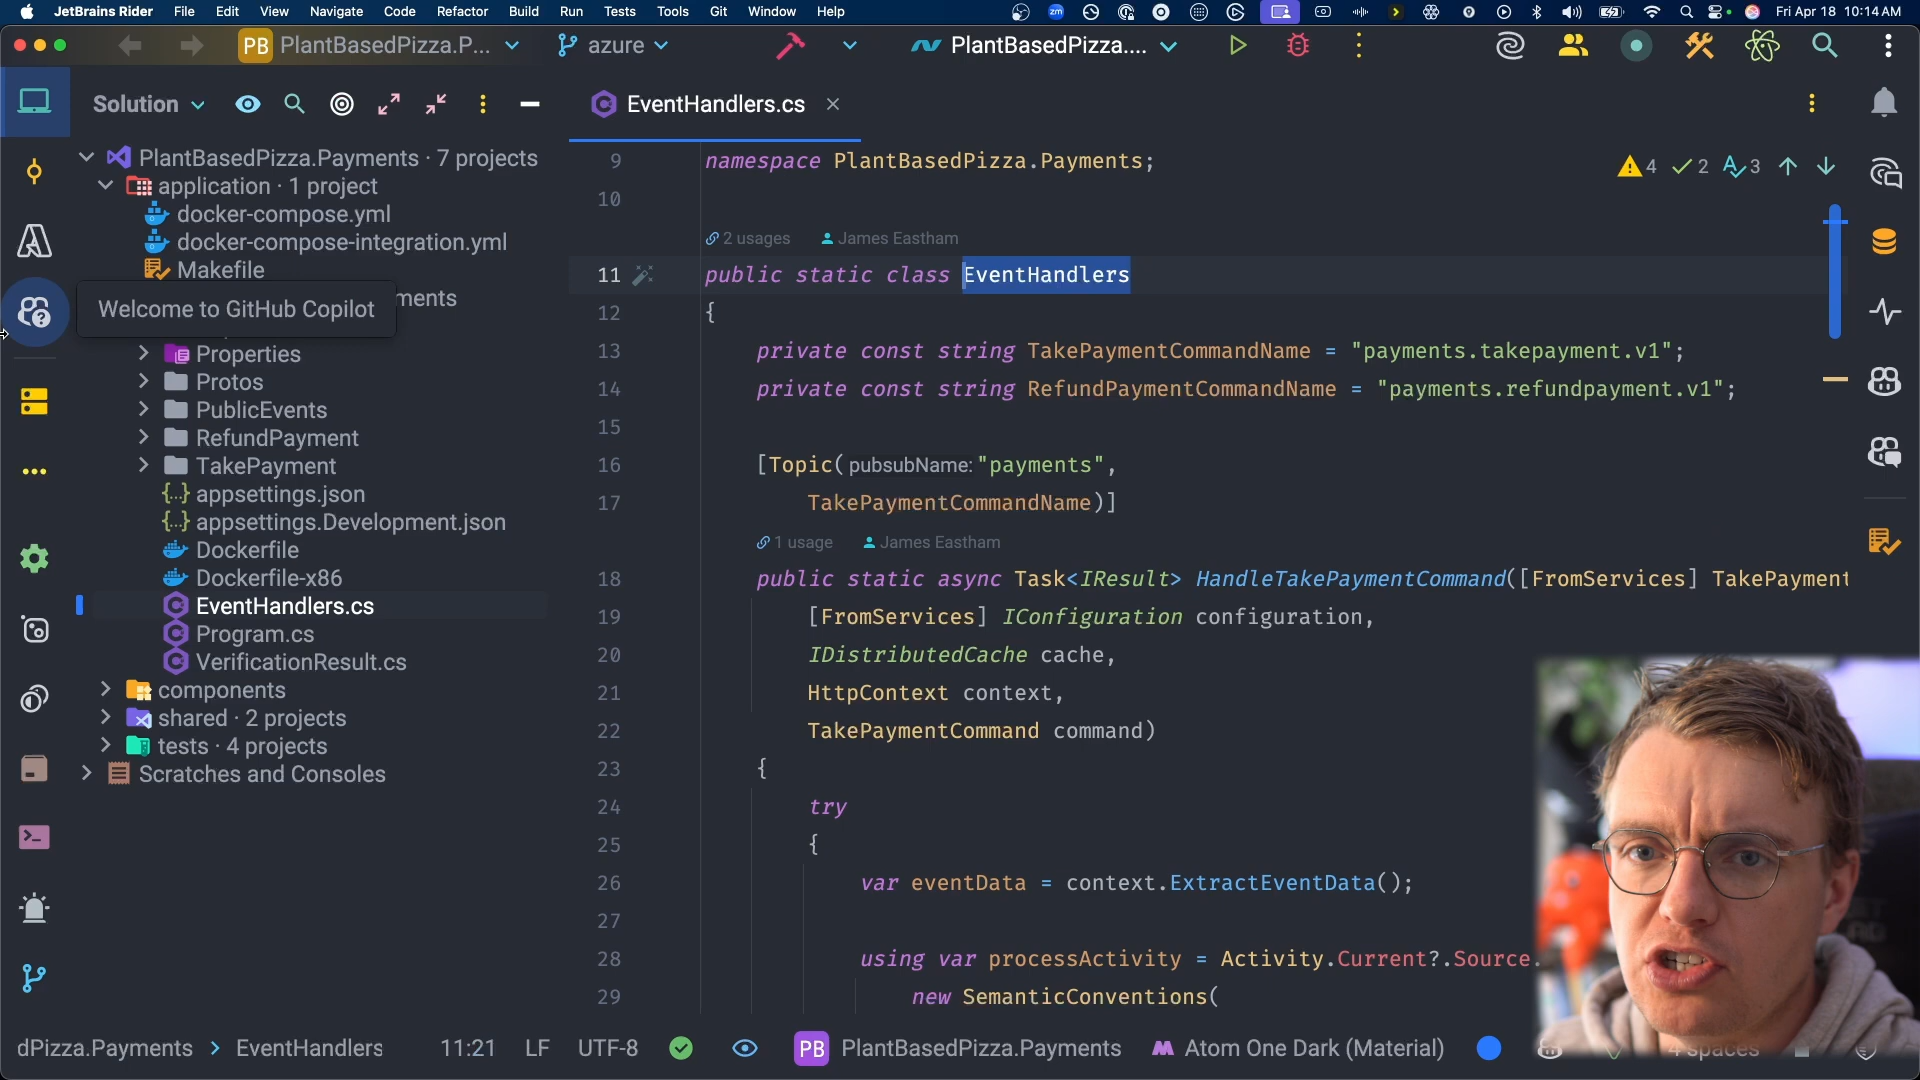 JetBrains Rider File Edit View Navigate Code Refactor Build Run Tests Tools Git Window Help
Fri Apr 18 10:14 AM
PB PlantBasedPizza.P...
azure
PlantBasedPizza....
Solution
EventHandlers.cs
PlantBasedPizza.Payments · 7 projects
application · 1 project
docker-compose.yml
docker-compose-integration.yml
Makefile
ments
Welcome to GitHub Copilot
Properties
Protos
PublicEvents
RefundPayment
TakePayment
appsettings.json
appsettings.Development.json
Dockerfile
Dockerfile-x86
EventHandlers.cs
Program.cs
VerificationResult.cs
components
shared · 2 projects
tests · 4 projects
Scratches and Consoles
4 2 3
9 namespace PlantBasedPizza.Payments;
10
2 usages James Eastham
11 public static class EventHandlers
12 {
13 private const string TakePaymentCommandName = "payments.takepayment.v1";
14 private const string RefundPaymentCommandName = "payments.refundpayment.v1";
15
16 [Topic( pubsubName: "payments",
17 TakePaymentCommandName)]
1 usage James Eastham
18 public static async Task<IResult> HandleTakePaymentCommand([FromServices] TakePayment
19 [FromServices] IConfiguration configuration,
20 IDistributedCache cache,
21 HttpContext context,
22 TakePaymentCommand command)
23 {
24 try
25 {
26 var eventData = context.ExtractEventData();
27
28 using var processActivity = Activity.Current?.Source.
29 new SemanticConventions(
dPizza.Payments > EventHandlers 11:21 LF UTF-8 PB PlantBasedPizza.Payments Atom One Dark (Material) 4 spaces